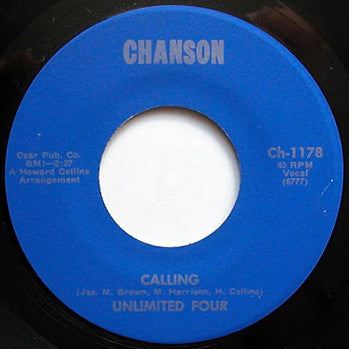 CHANSON
Czar Pub. Co.
BMI-2:27
A Howard Collins
Arrangement
Ch-1178
45 RPM
Vocal
(6777)
CALLING
(Jas. M. Brown, M. Harrison, H. Collins)
UNLIMITED FOUR